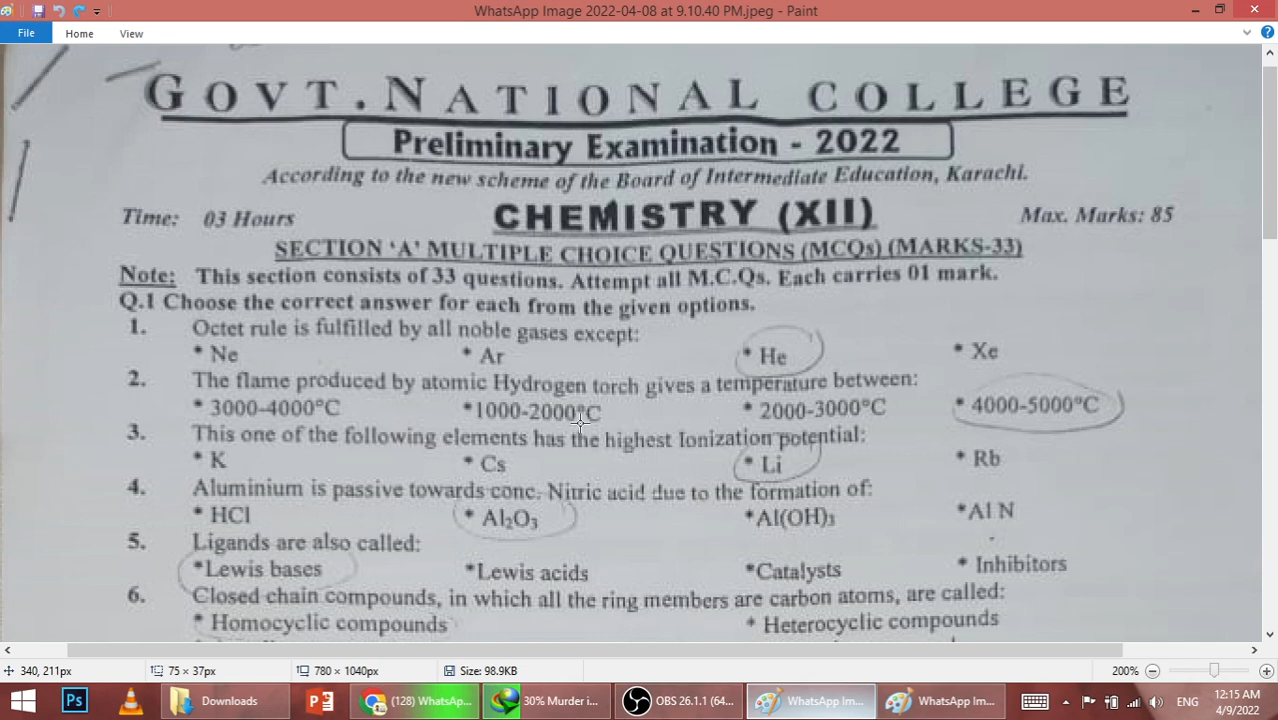 WhatsApp Image 2022-04-08 at 9.10.40 PM.jpeg - Paint
File Home View
GOVT. NATIONAL COLLEGE
Preliminary Examination - 2022
According to the new scheme of the Board of Intermediate Education, Karachi.
Time: 03 Hours CHEMISTRY (XII) Max. Marks: 85
SECTION 'A' MULTIPLE CHOICE QUESTIONS (MCQs) (MARKS-33)
Note: This section consists of 33 questions. Attempt all M.C.Qs. Each carries 01 mark.
Q.1 Choose the correct answer for each from the given options.
1. Octet rule is fulfilled by all noble gases except:
* Ne * Ar * He * Xe
2. The flame produced by atomic Hydrogen torch gives a temperature between:
* 3000-4000°C *1000-2000°C * 2000-3000°C * 4000-5000°C
3. This one of the following elements has the highest Ionization potential:
* K * Cs * Li * Rb
4. Aluminium is passive towards conc. Nitric acid due to the formation of:
* HCl * Al₂O₃ *Al(OH)₃ *Al N
5. Ligands are also called:
*Lewis bases *Lewis acids *Catalysts * Inhibitors
6. Closed chain compounds, in which all the ring members are carbon atoms, are called:
* Homocyclic compounds * Heterocyclic compounds
340, 211px 75 × 37px 780 × 1040px Size: 98.9KB 200%
Ps Downloads P (128) WhatsApp... 30% Murder i... OBS 26.1.1 (64... WhatsApp Im... WhatsApp Im... ENG 12:15 AM
4/9/2022